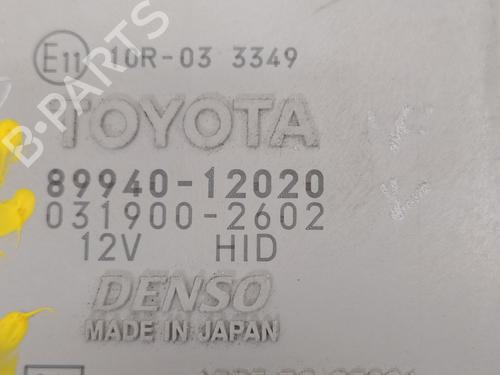 E11 10R-03 3349
TOYOTA
89940-12020
031900-2602
12V HID
DENSO
MADE IN JAPAN
B-PARTS